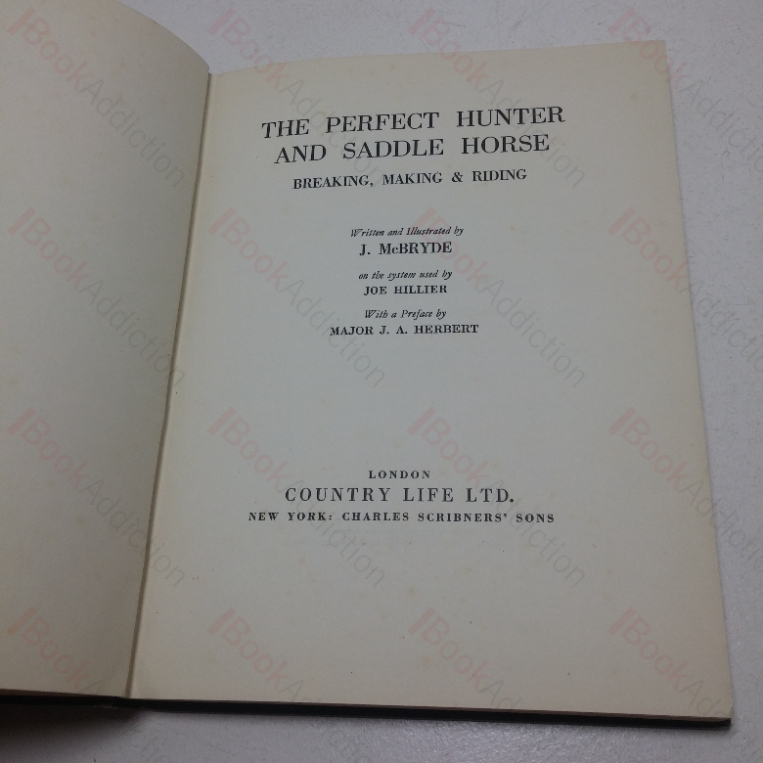 THE PERFECT HUNTER
AND SADDLE HORSE
BREAKING, MAKING & RIDING
Written and Illustrated by
J. McBRYDE
on the system used by
JOE HILLIER
With a Preface by
MAJOR J. A. HERBERT
LONDON
COUNTRY LIFE LTD.
NEW YORK: CHARLES SCRIBNERS' SONS
BookAddiction